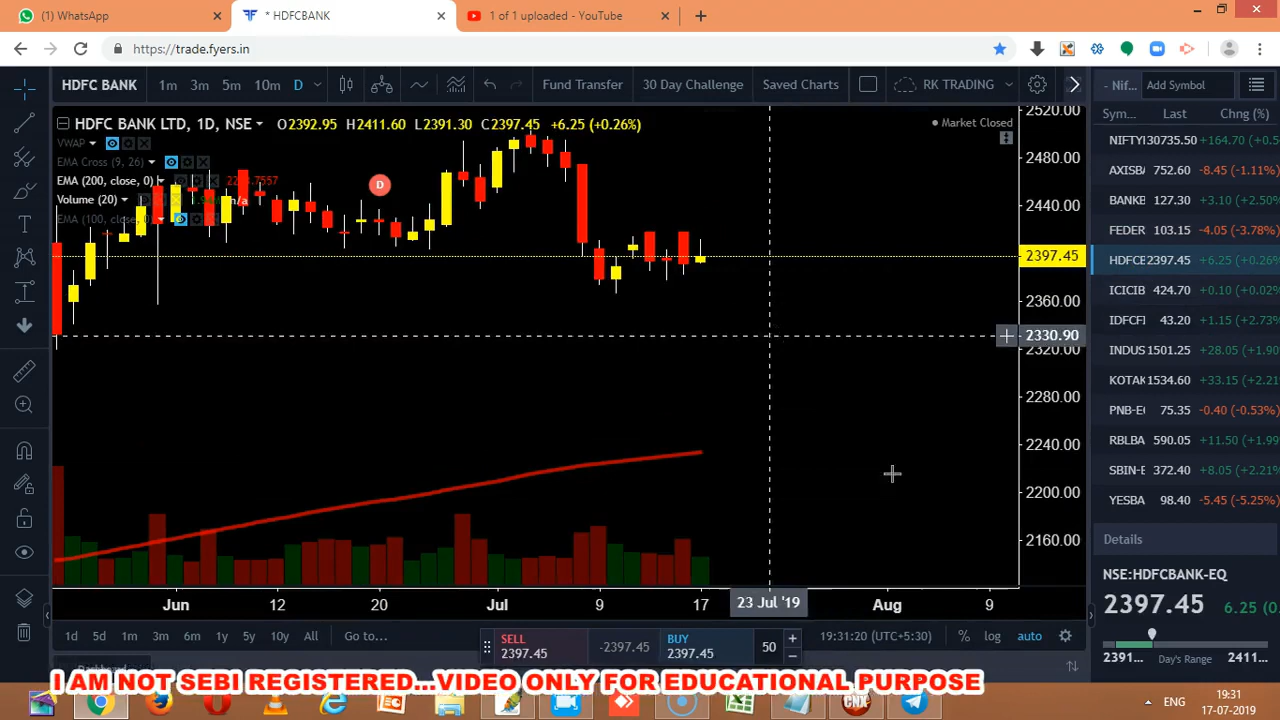 (1) WhatsApp
* HDFCBANK
1 of 1 uploaded - YouTube
https://trade.fyers.in
HDFC BANK 1m 3m 5m 10m D Fund Transfer 30 Day Challenge Saved Charts RK TRADING - Nif... Add Symbol
HDFC BANK LTD, 1D, NSE O2392.95 H2411.60 L2391.30 C2397.45 +6.25 (+0.26%)
Market Closed
VWAP
EMA Cross (9, 26)
EMA (200, close, 0)
Volume (20) n/a
EMA (100, close, 0)
D
2520.00
2480.00
2440.00
2397.45
2360.00
2330.90
2320.00
2280.00
2240.00
2200.00
2160.00
Jun 12 20 Jul 9 17 23 Jul '19 Aug 9
Sym... Last Chng (%)
NIFTY 30735.50 +164.70 (+0.5
AXISBA 752.60 -8.45 (-1.11%)
BANKB 127.30 +3.10 (+2.50%
FEDER 103.15 -4.05 (-3.78%
HDFCE 2397.45 +6.25 (+0.26%
ICICIB 424.70 +0.10 (+0.02%
IDFCFI 43.20 +1.15 (+2.73%
INDUS 1501.25 +28.05 (+1.90%
KOTAK 1534.60 +33.15 (+2.21%
PNB-E 75.35 -0.40 (-0.53%)
RBLBA 590.05 +11.50 (+1.99%
SBIN-E 372.40 +8.05 (+2.21%
YESBA 98.40 -5.45 (-5.25%)
Details
NSE:HDFCBANK-EQ
2397.45 6.25 (0.
2391... Day's Range 2411...
1d 5d 1m 3m 6m 1y 5y 10y All Go to...
SELL
2397.45
-2397.45
BUY
2397.45
50
19:31:20 (UTC+5:30) % log auto
I AM NOT SEBI REGISTERED...VIDEO ONLY FOR EDUCATIONAL PURPOSE
CNX
ENG
19:31
17-07-2019